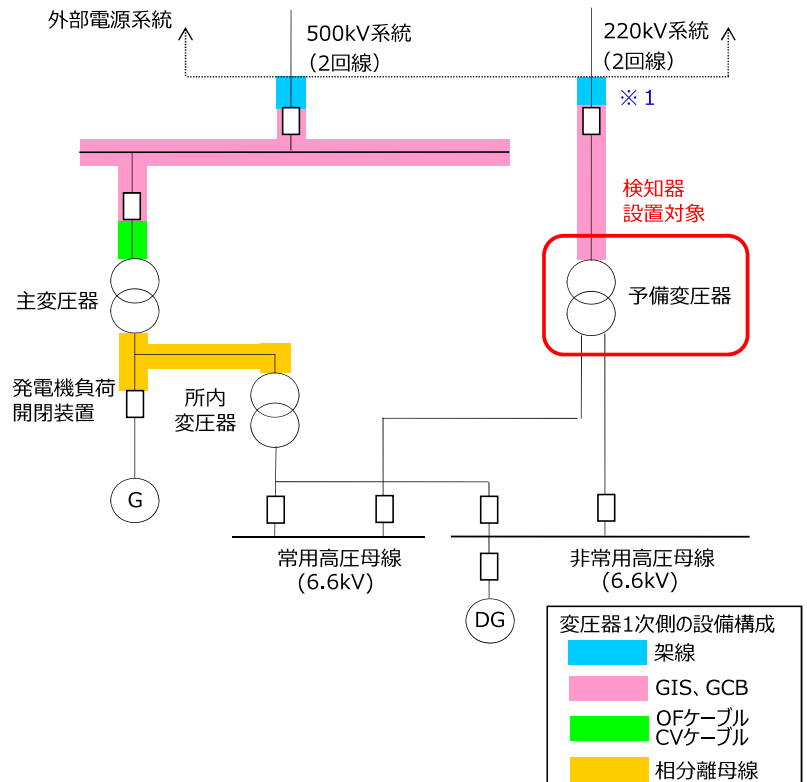 外部電源系統
500kV系統
(2回線)
220kV系統
(2回線)
※1
検知器
設置対象
主変圧器
予備変圧器
発電機負荷
開閉装置
所内
変圧器
G
常用高圧母線
(6.6kV)
非常用高圧母線
(6.6kV)
DG
変圧器1次側の設備構成
架線
GIS、GCB
OFケーブル
CVケーブル
相分離母線